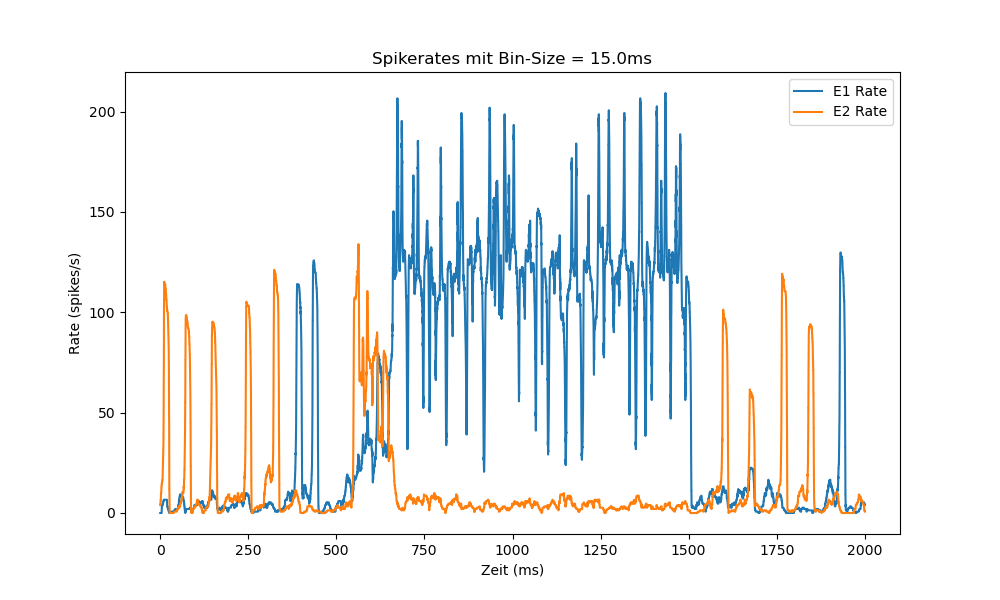 Spikerates mit Bin-Size = 15.0ms
E1 Rate
E2 Rate
Rate (spikes/s)
200
150
100
50
0
0 250 500 750 1000 1250 1500 1750 2000
Zeit (ms)